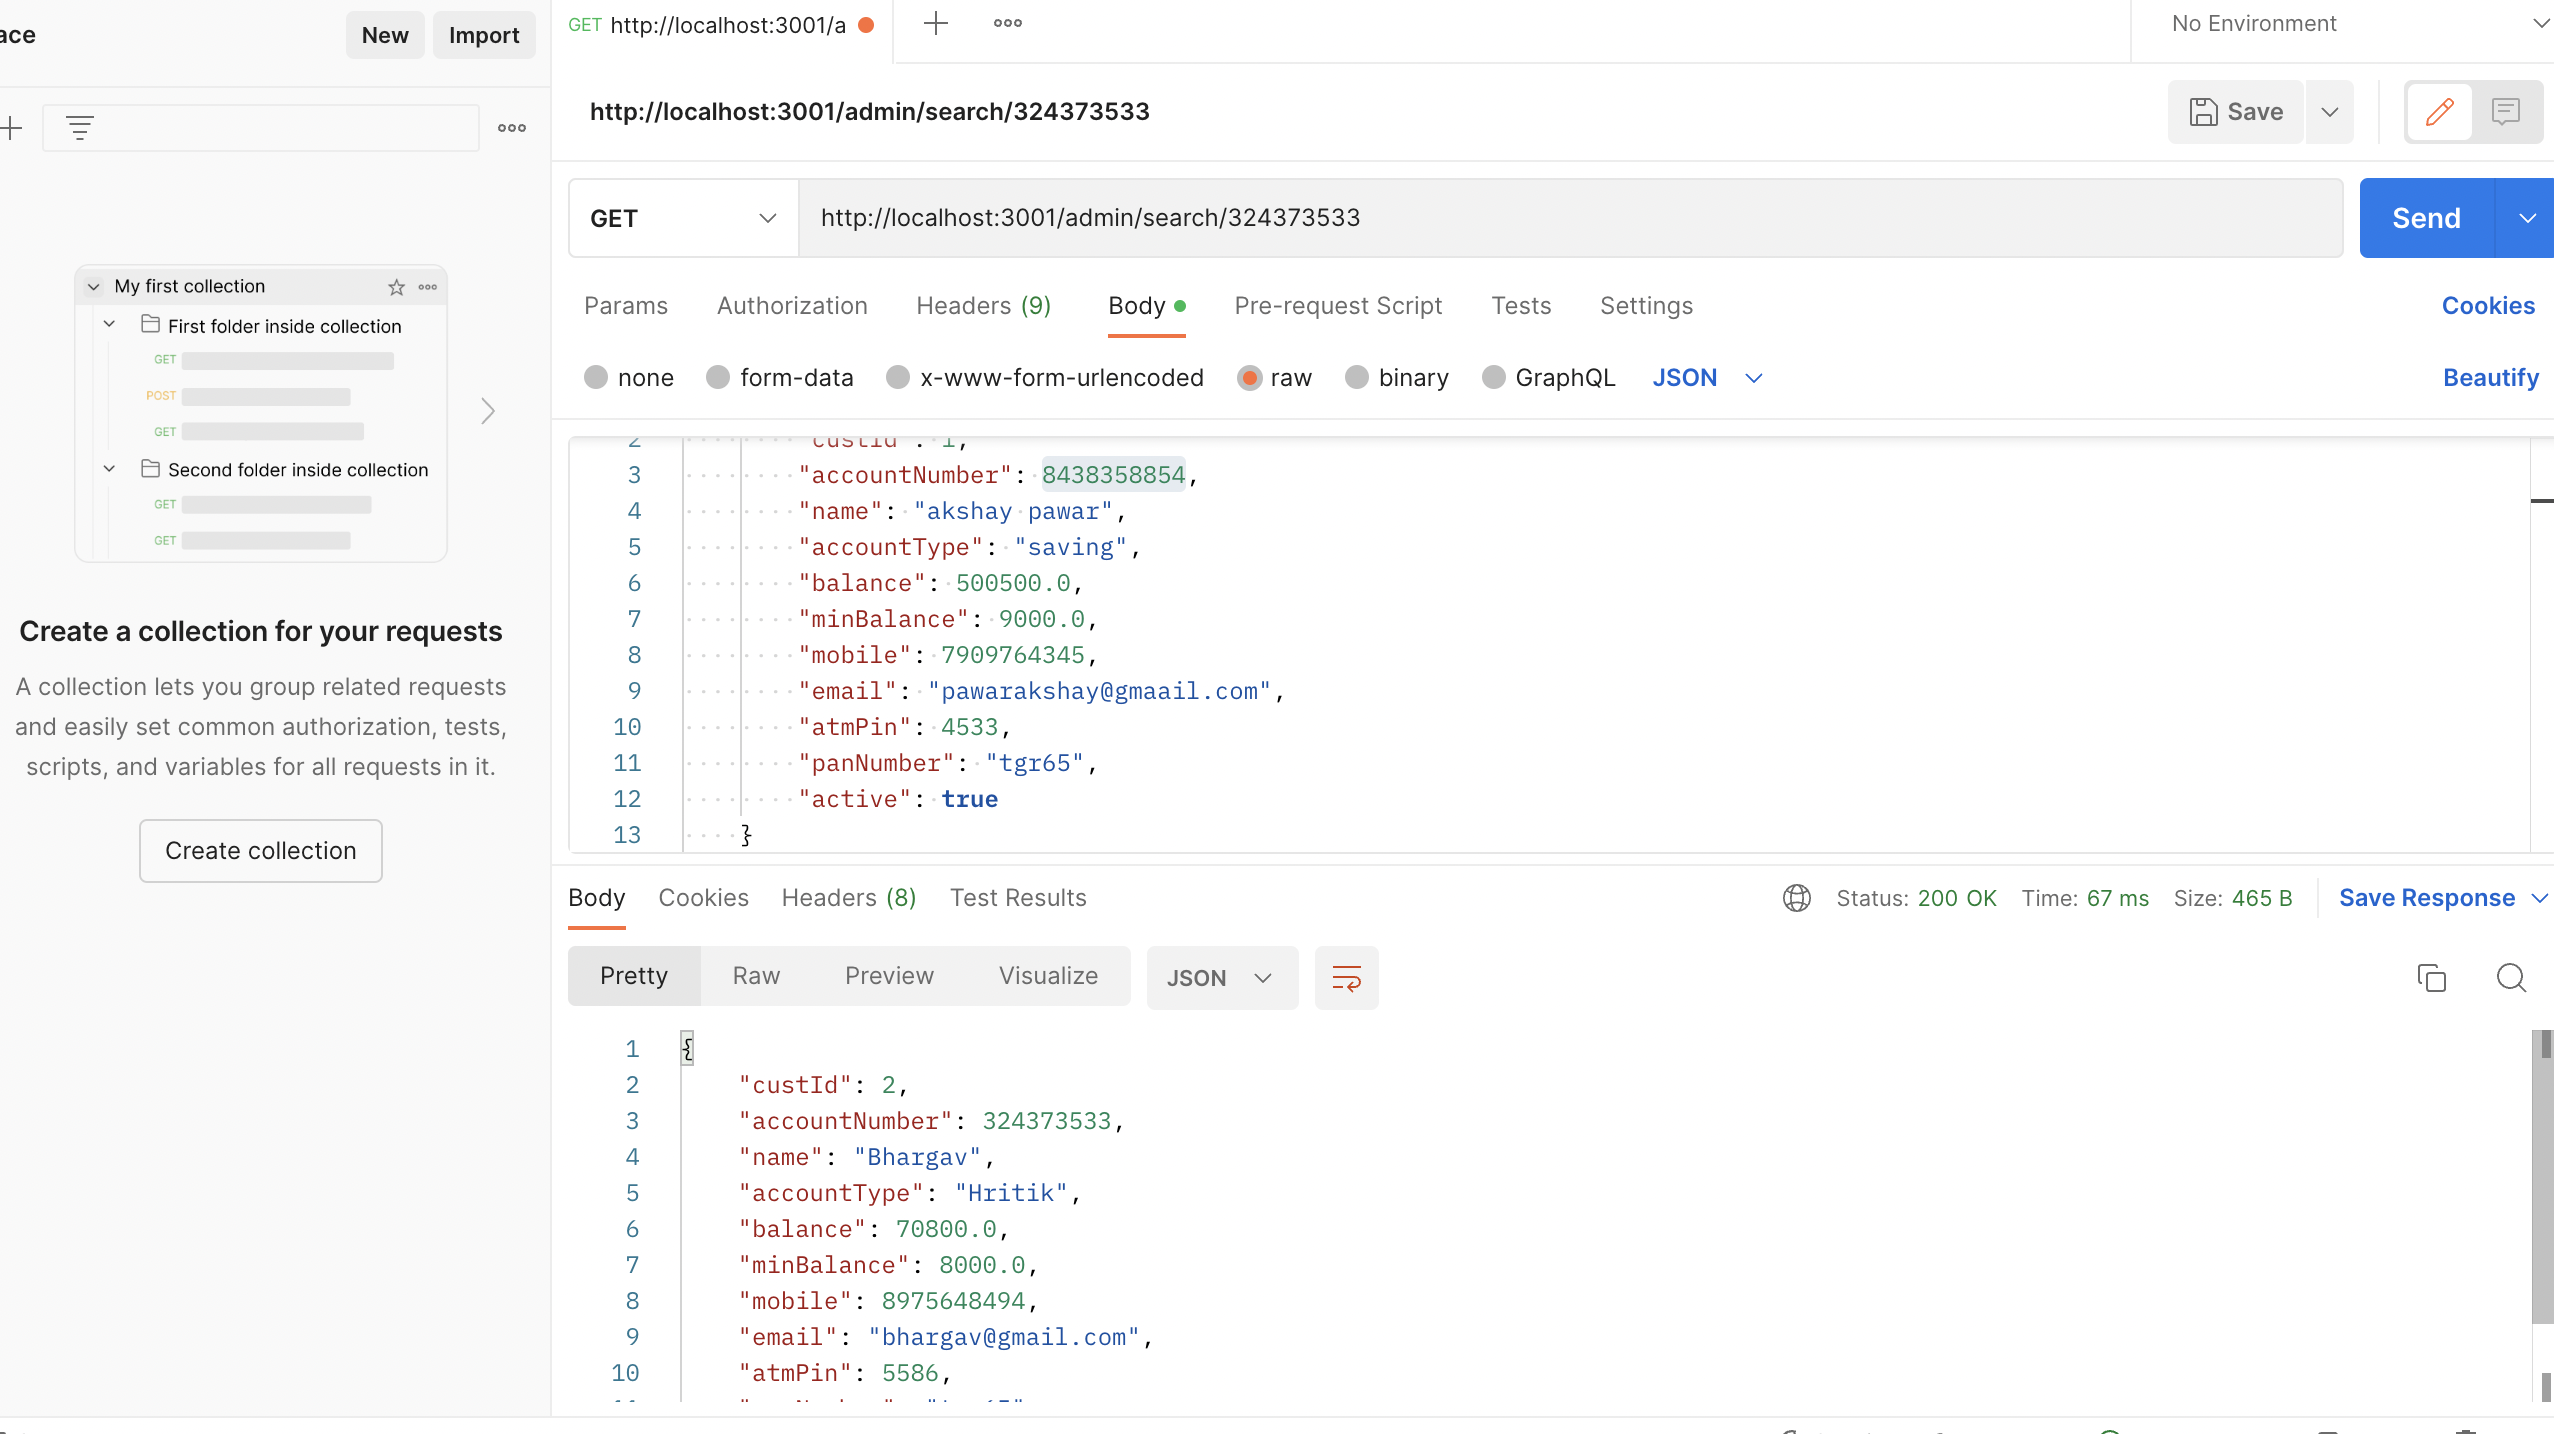 ace
New
Import
GET http://localhost:3001/a
No Environment
http://localhost:3001/admin/search/324373533
Save
GET
http://localhost:3001/admin/search/324373533
Send
Params
Authorization
Headers (9)
Body
Pre-request Script
Tests
Settings
Cookies
none
form-data
x-www-form-urlencoded
raw
binary
GraphQL
JSON
Beautify
My first collection
First folder inside collection
GET
POST
GET
Second folder inside collection
GET
GET
Create a collection for your requests
A collection lets you group related requests
and easily set common authorization, tests,
scripts, and variables for all requests in it.
Create collection
2 "custId": 1,
3 "accountNumber": 8438358854,
4 "name": "akshay pawar",
5 "accountType": "saving",
6 "balance": 500500.0,
7 "minBalance": 9000.0,
8 "mobile": 7909764345,
9 "email": "pawarakshay@gmaail.com",
10 "atmPin": 4533,
11 "panNumber": "tgr65",
12 "active": true
13 }
Body
Cookies
Headers (8)
Test Results
Status: 200 OK
Time: 67 ms
Size: 465 B
Save Response
Pretty
Raw
Preview
Visualize
JSON
1 {
2 "custId": 2,
3 "accountNumber": 324373533,
4 "name": "Bhargav",
5 "accountType": "Hritik",
6 "balance": 70800.0,
7 "minBalance": 8000.0,
8 "mobile": 8975648494,
9 "email": "bhargav@gmail.com",
10 "atmPin": 5586,